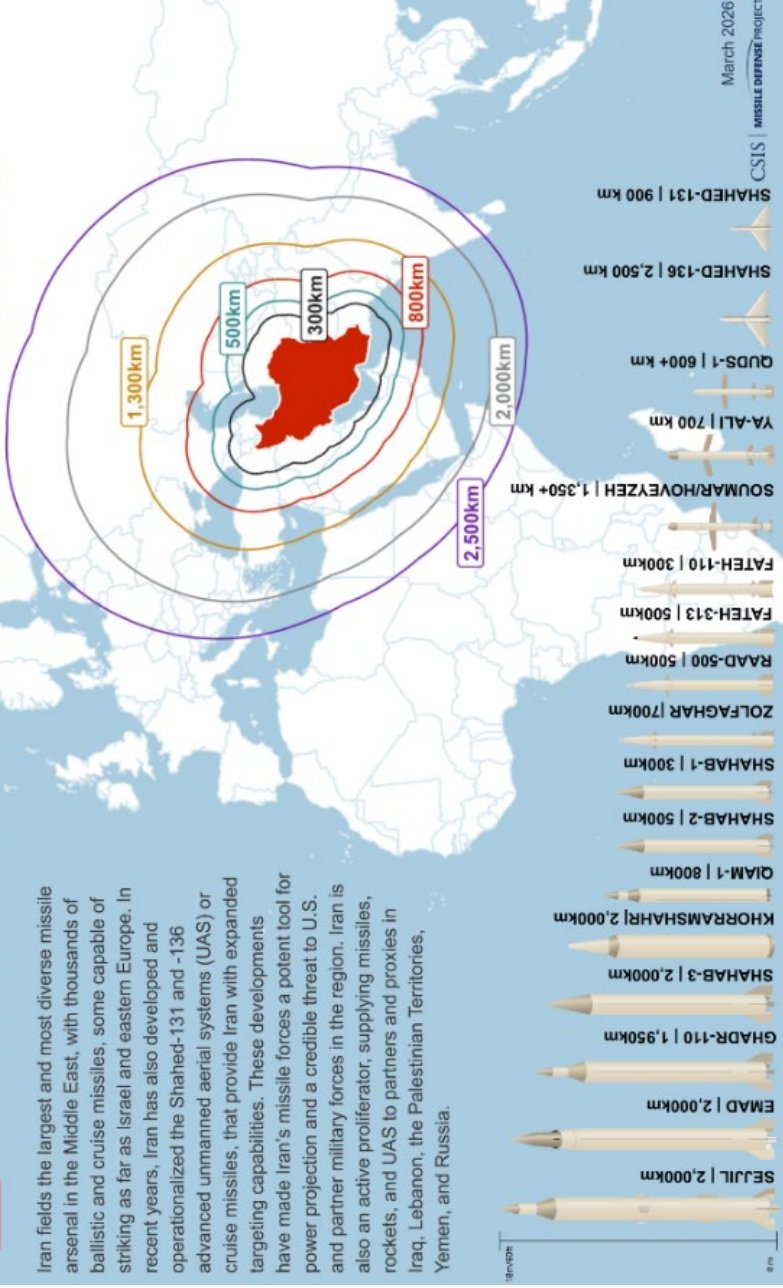 Iran fields the largest and most diverse missile
arsenal in the Middle East, with thousands of
ballistic and cruise missiles, some capable of
striking as far as Israel and eastern Europe. In
recent years, Iran has also developed and
operationalized the Shahed-131 and -136
advanced unmanned aerial systems (UAS) or
cruise missiles, that provide Iran with expanded
targeting capabilities. These developments
have made Iran's missile forces a potent tool for
power projection and a credible threat to U.S.
and partner military forces in the region. Iran is
also an active proliferator, supplying missiles,
rockets, and UAS to partners and proxies in
Iraq, Lebanon, the Palestinian Territories,
Yemen, and Russia.
1,300km
500km
300km
800km
2,000km
2,500km
18m/60ft
0 m
SEJJIL | 2,000km
EMAD | 2,000km
GHADR-110 | 1,950km
SHAHAB-3 | 2,000km
KHORRAMSHAHR| 2,000km
QIAM-1 | 800km
SHAHAB-2 | 500km
SHAHAB-1 | 300km
ZOLFAGHAR |700km
RAAD-500 | 500km
FATEH-313 | 500km
FATEH-110 | 300km
SOUMAR/HOVEYZEH | 1,350+ km
YA-ALI | 700 km
QUDS-1 | 600+ km
SHAHED-136 | 2,500 km
SHAHED-131 | 900 km
March 2026
CSIS | MISSILE DEFENSE PROJECT